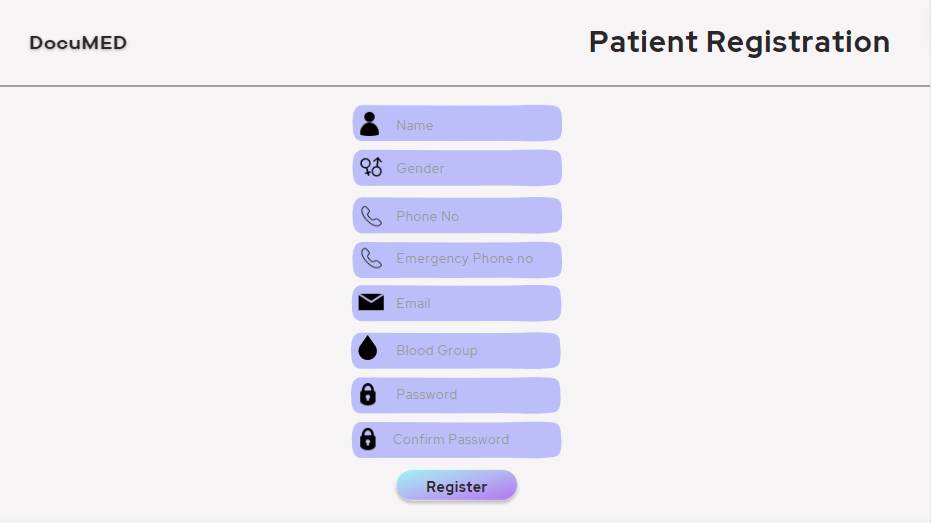 DocuMED
Patient Registration
Name
Gender
Phone No
Emergency Phone no
Email
Blood Group
Password
Confirm Password
Register